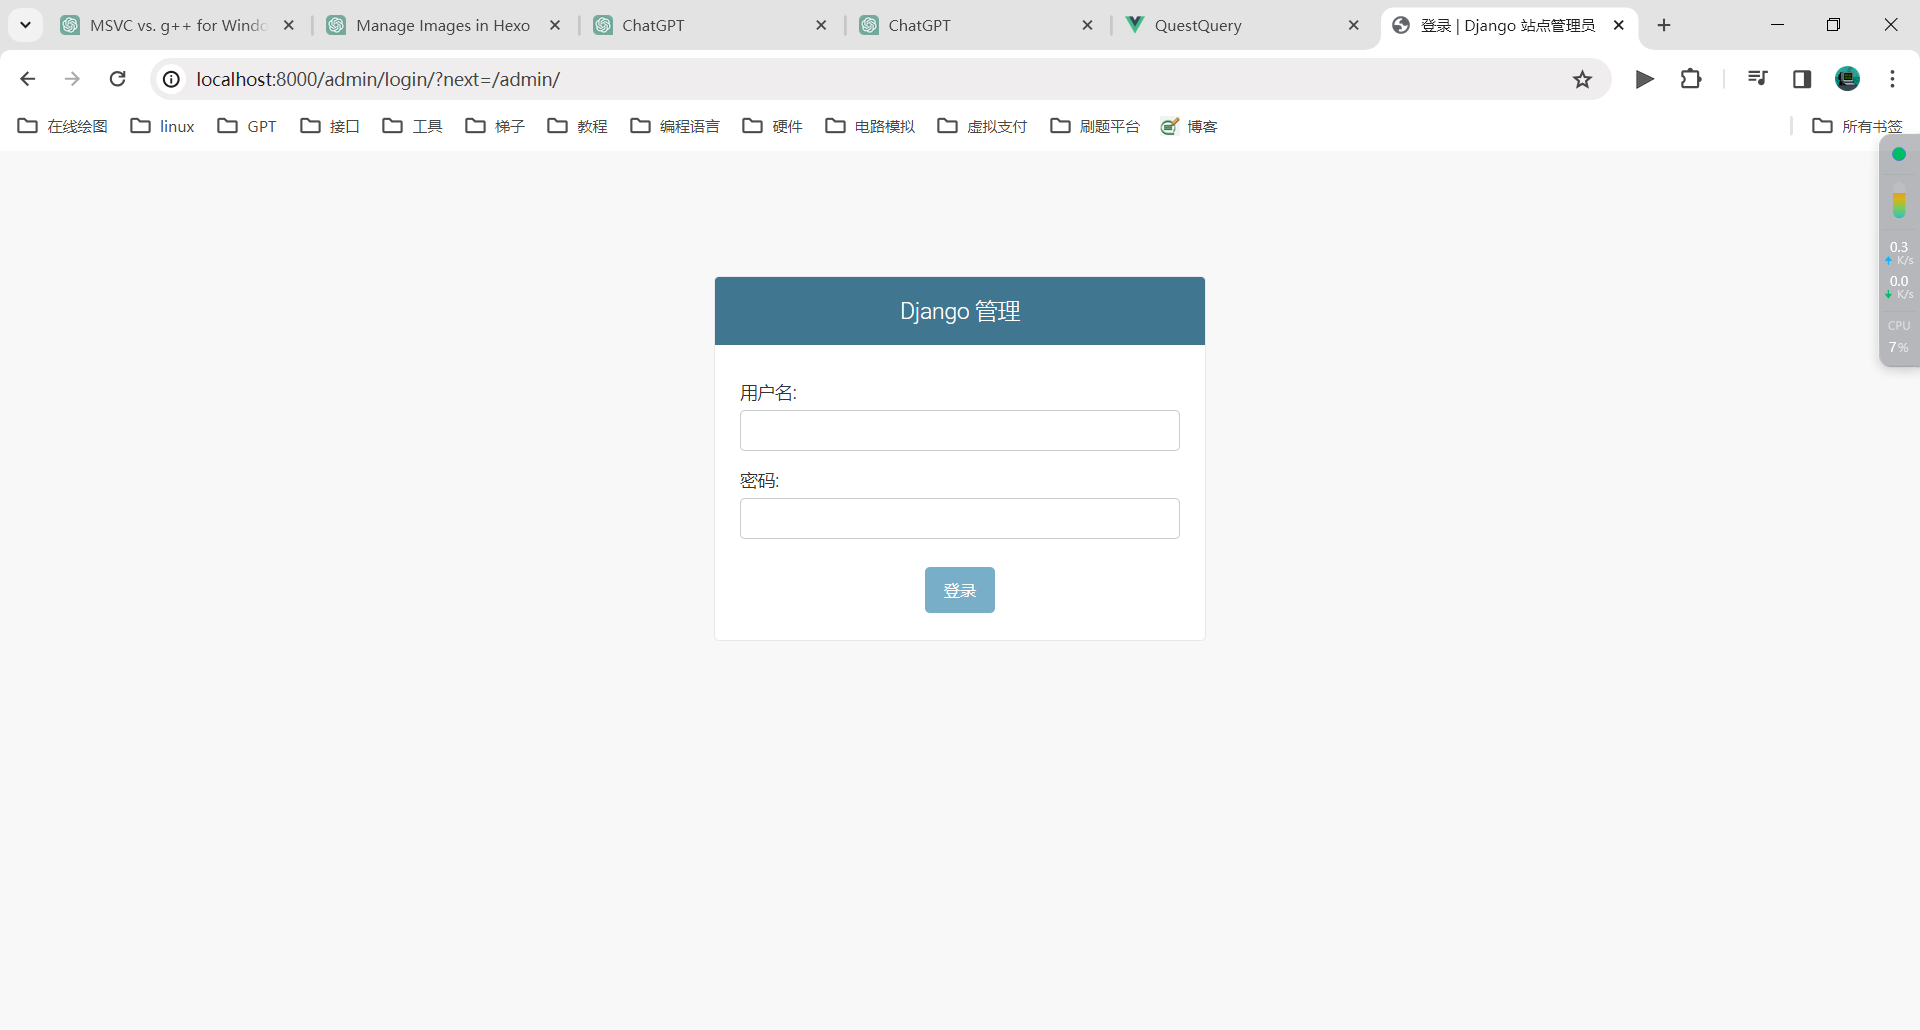 MSVC vs. g++ for Windo
Manage Images in Hexo
ChatGPT
ChatGPT
QuestQuery
登录 | Django 站点管理员
localhost:8000/admin/login/?next=/admin/
在线绘图
linux
GPT
接口
工具
梯子
教程
编程语言
硬件
电路模拟
虚拟支付
刷题平台
博客
所有书签
0.3
K/s
0.0
K/s
CPU
7%
Django 管理
用户名:
密码:
登录